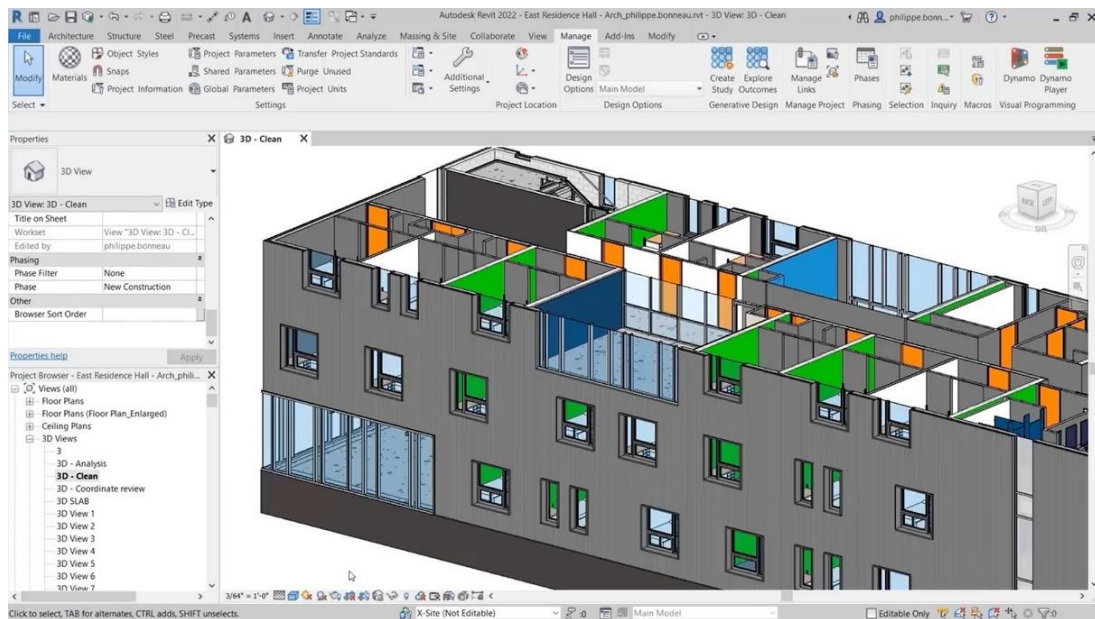 Autodesk Revit 2022 - East Residence Hall - Arch_philippe.bonneau.rvt - 3D View: 3D - Clean
philippe.bonn...
File Architecture Structure Steel Precast Systems Insert Annotate Analyze Massing & Site Collaborate View Manage Add-Ins Modify
Object Styles Project Parameters Transfer Project Standards
Snaps Shared Parameters Purge Unused
Project Information Global Parameters Project Units
Modify Materials Additional Settings Design Options Main Model Create Study Explore Outcomes Manage Links Phases Dynamo Dynamo Player
Select Settings Project Location Design Options Generative Design Manage Project Phasing Selection Inquiry Macros Visual Programming
Properties
3D - Clean
3D View
3D View: 3D - Clean Edit Type
Title on Sheet
Workset View "3D View: 3D - Cl...
Edited by philippe.bonneau
Phasing
Phase Filter None
Phase New Construction
Other
Browser Sort Order
Properties help Apply
Project Browser - East Residence Hall - Arch_phili...
Views (all)
Floor Plans
Floor Plans (Floor Plan_Enlarged)
Ceiling Plans
3D Views
3
3D - Analysis
3D - Clean
3D - Coordinate review
3D SLAB
3D View 1
3D View 2
3D View 3
3D View 4
3D View 5
3D View 6
3D View 7
BACK LEFT
3/64" = 1'-0"
Click to select, TAB for alternates, CTRL adds, SHIFT unselects. X-Site (Not Editable) :0 Main Model Editable Only :0